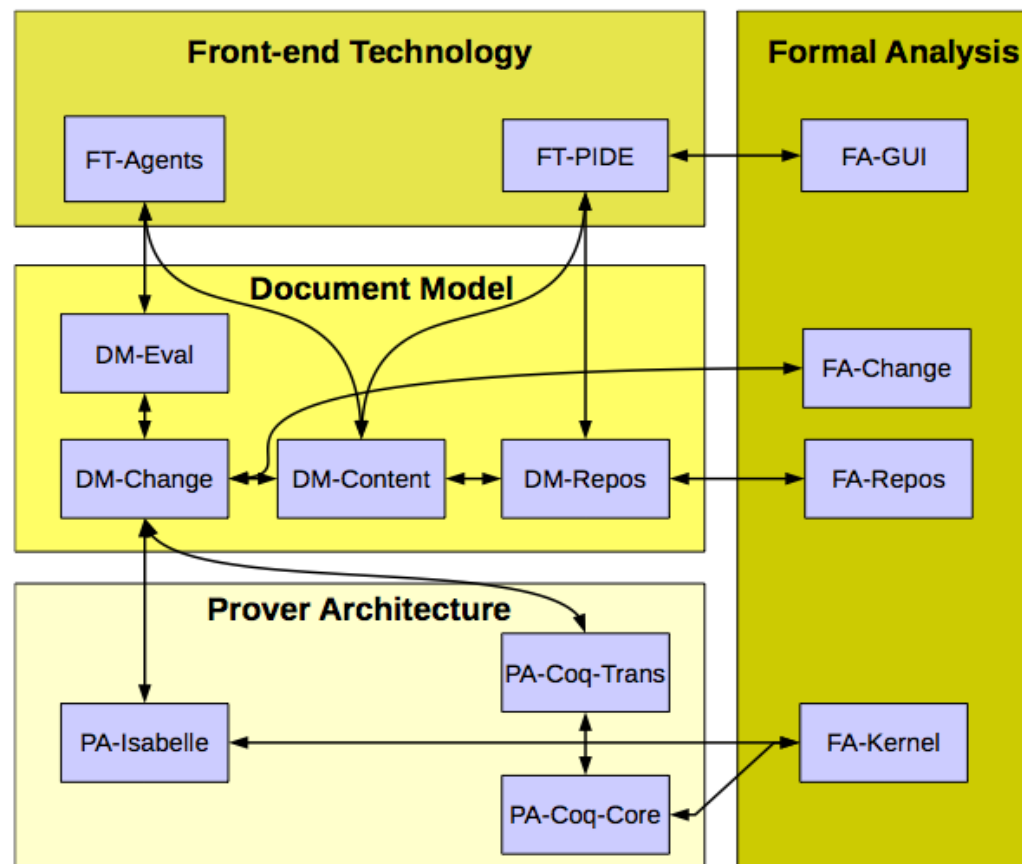 Front-end Technology
Formal Analysis
FT-Agents
FT-PIDE
FA-GUI
Document Model
DM-Eval
FA-Change
DM-Change
DM-Content
DM-Repos
FA-Repos
Prover Architecture
PA-Coq-Trans
PA-Isabelle
FA-Kernel
PA-Coq-Core